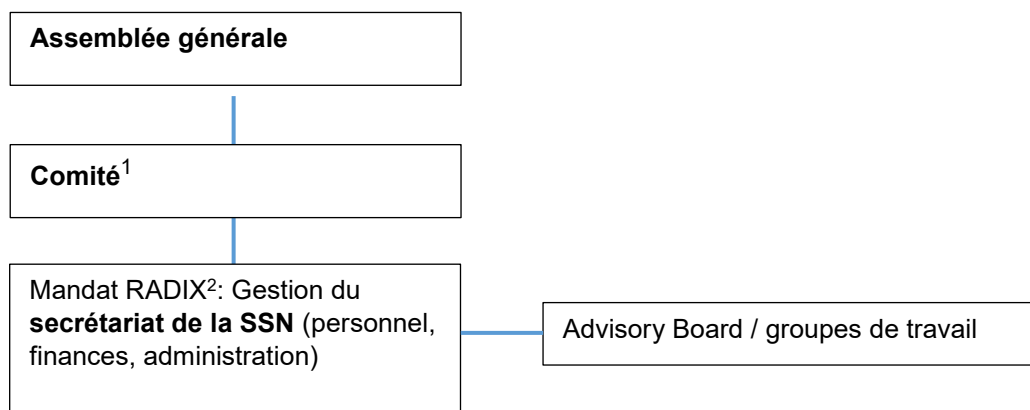 Assemblée générale
Comité¹
Mandat RADIX²: Gestion du
secrétariat de la SSN (personnel,
finances, administration)
Advisory Board / groupes de travail